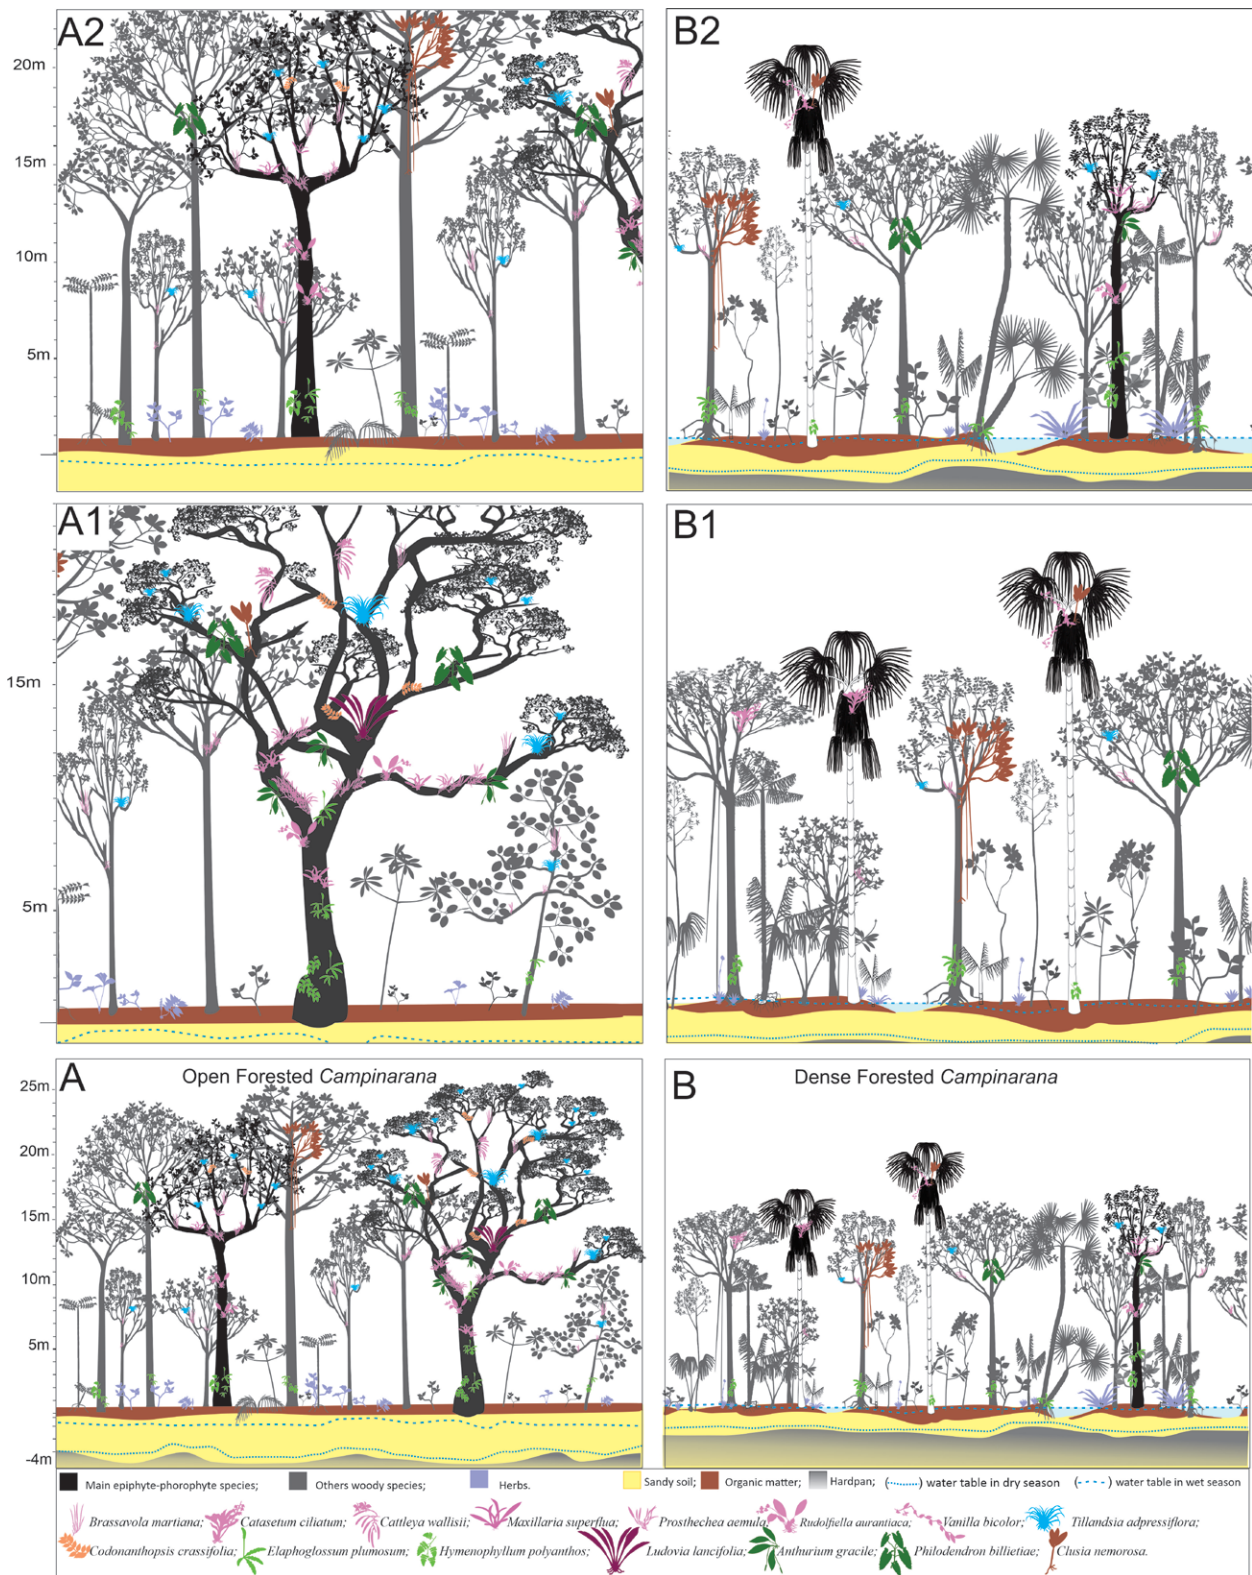 A2
20m
15m
10m
5m
B2
A1
15m
5m
B1
A
Open Forested Campinarana
25m
20m
15m
10m
5m
-4m
B
Dense Forested Campinarana
Main epiphyte-phorophyte species; Others woody species; Herbs. Sandy soil; Organic matter; Hardpan; ( ) water table in dry season ( ) water table in wet season
Brassavola martiana; Catasetum ciliatum; Cattleya wallisii; Maxillaria superflua; Prosthechea aemula; Rudolfiella aurantiaca; Vanilla bicolor; Tillandsia adpressiflora;
Codonanthopsis crassifolia; Elaphoglossum plumosum; Hymenophyllum polyanthos; Ludovia lancifolia; Anthurium gracile; Philodendron billietiae; Clusia nemorosa.